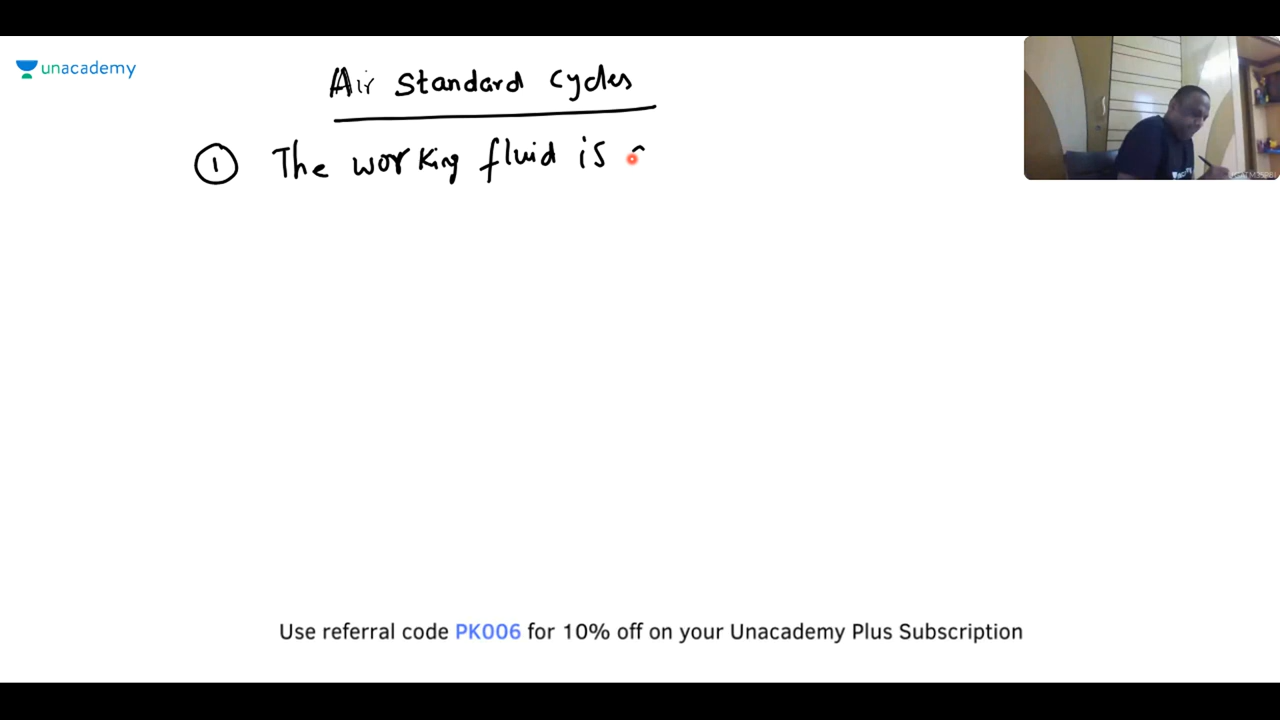 unacademy
Air Standard Cycles
① The working fluid is
Use referral code PK006 for 10% off on your Unacademy Plus Subscription